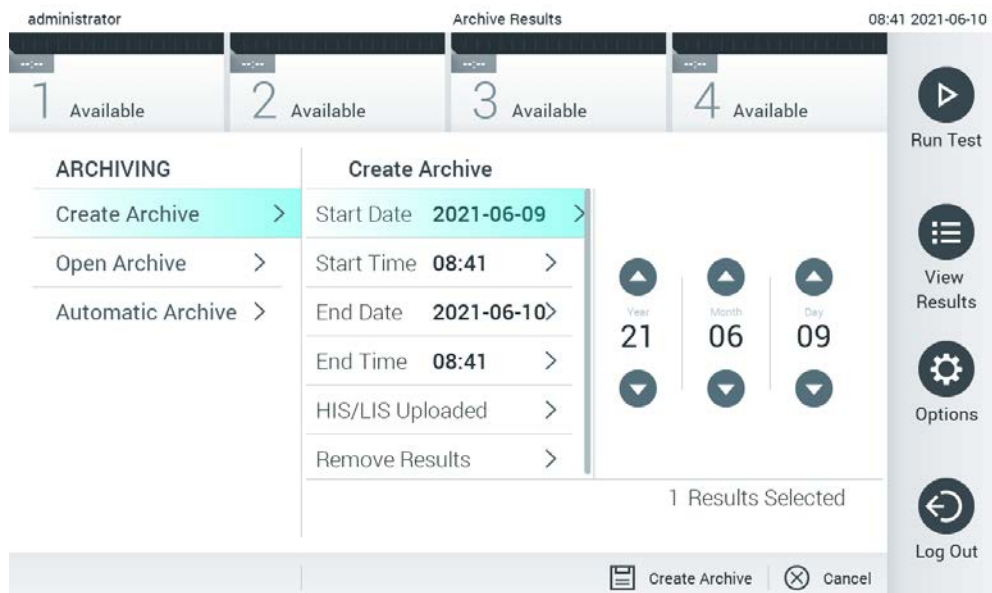 administrator Archive Results 08:41 2021-06-10
--:-- --:-- --:-- --:--
1 Available 2 Available 3 Available 4 Available
Run Test
ARCHIVING
Create Archive
Open Archive
Automatic Archive
Create Archive
Start Date 2021-06-09
Start Time 08:41
End Date 2021-06-10
End Time 08:41
HIS/LIS Uploaded
Remove Results
Year Month Day
21 06 09
1 Results Selected
View
Results
Options
Log Out
Create Archive Cancel